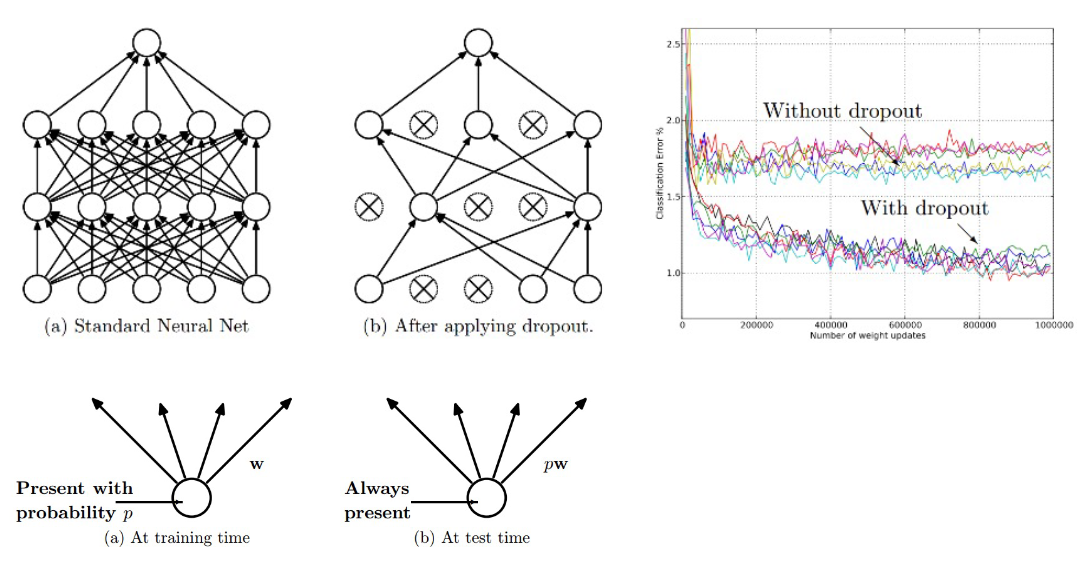 (a) Standard Neural Net
(b) After applying dropout.
2.5
2.0
1.5
1.0
Classification Error %
Without dropout
With dropout
0
200000
400000
600000
800000
1000000
Number of weight updates
w
Present with
probability p
(a) At training time
pw
Always
present
(b) At test time